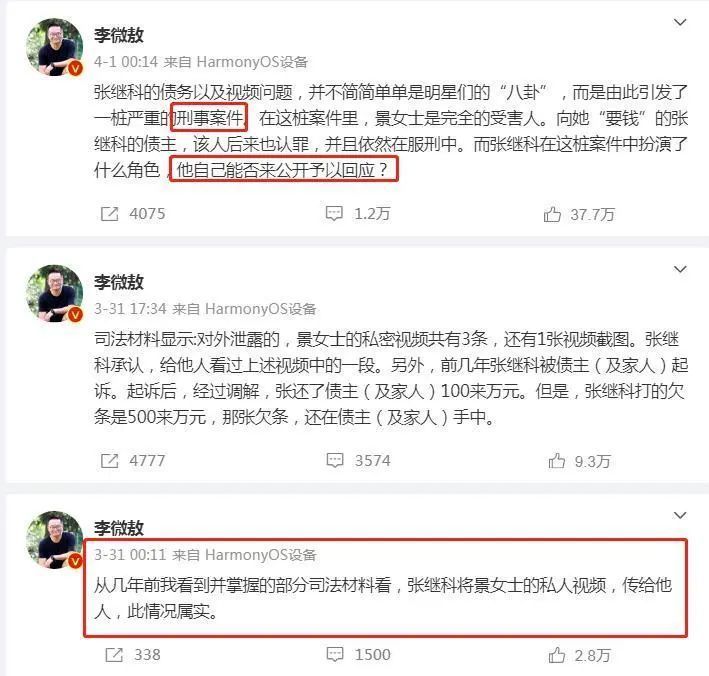 李微敖
4-1 00:14 来自 HarmonyOS设备
张继科的债务以及视频问题，并不简简单单是明星们的“八卦”，而是由此引发了
一桩严重的刑事案件。在这桩案件里，景女士是完全的受害人。向她“要钱”的张
继科的债主，该人后来也认罪，并且依然在服刑中。而张继科在这桩案件中扮演了
什么角色，他自己能否来公开予以回应？
4075 1.2万 37.7万
李微敖
3-31 17:34 来自 HarmonyOS设备
司法材料显示:对外泄露的，景女士的私密视频共有3条，还有1张视频截图。张继
科承认，给他人看过上述视频中的一段。另外，前几年张继科被债主（及家人）起
诉。起诉后，经过调解，张还了债主（及家人）100来万元。但是，张继科打的欠
条是500来万元，那张欠条，还在债主（及家人）手中。
4777 3574 9.3万
李微敖
3-31 00:11 来自 HarmonyOS设备
从几年前我看到并掌握的部分司法材料看，张继科将景女士的私人视频，传给他
人，此情况属实。
338 1500 2.8万